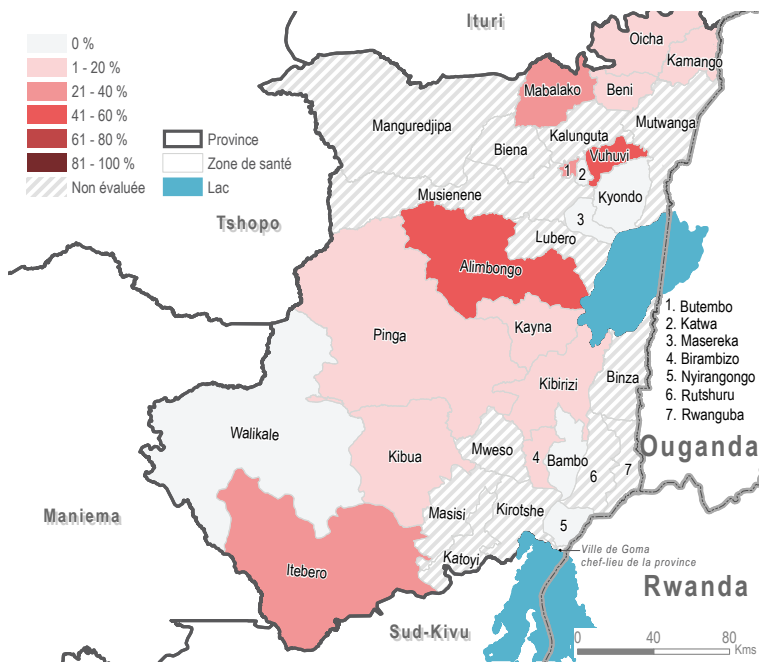 Ituri
0 %
1 - 20 %
21 - 40 %
41 - 60 %
61 - 80 %
81 - 100 %
Non évaluée
Province
Zone de santé
Lac
Oicha
Kamango
Mabalako
Beni
Manguredjipa
Mutwanga
Kalunguta
Biena
Vuhuvi
1
2
Musienene
Kyondo
3
Tshopo
Lubero
Alimbongo
1. Butembo
2. Katwa
3. Masereka
4. Birambizo
5. Nyirangongo
6. Rutshuru
7. Rwanguba
Kayna
Pinga
Binza
Kibirizi
Walikale
Ouganda
Mweso
Kibua
4
Bambo
7
6
Maniema
Masisi
Kirotshe
5
Katoyi
Ville de Goma
chef-lieu de la province
Itebero
Rwanda
Sud-Kivu
0
40
80
Kms